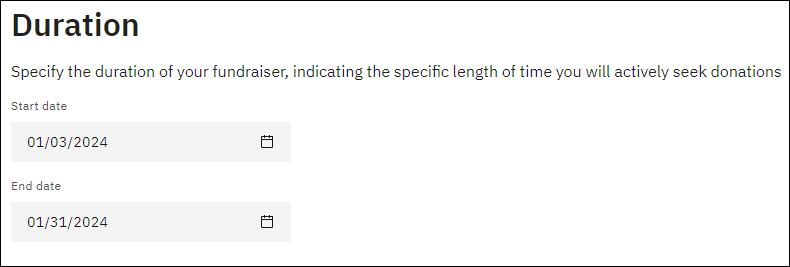 Duration
Specify the duration of your fundraiser, indicating the specific length of time you will actively seek donations
Start date
01/03/2024
End date
01/31/2024